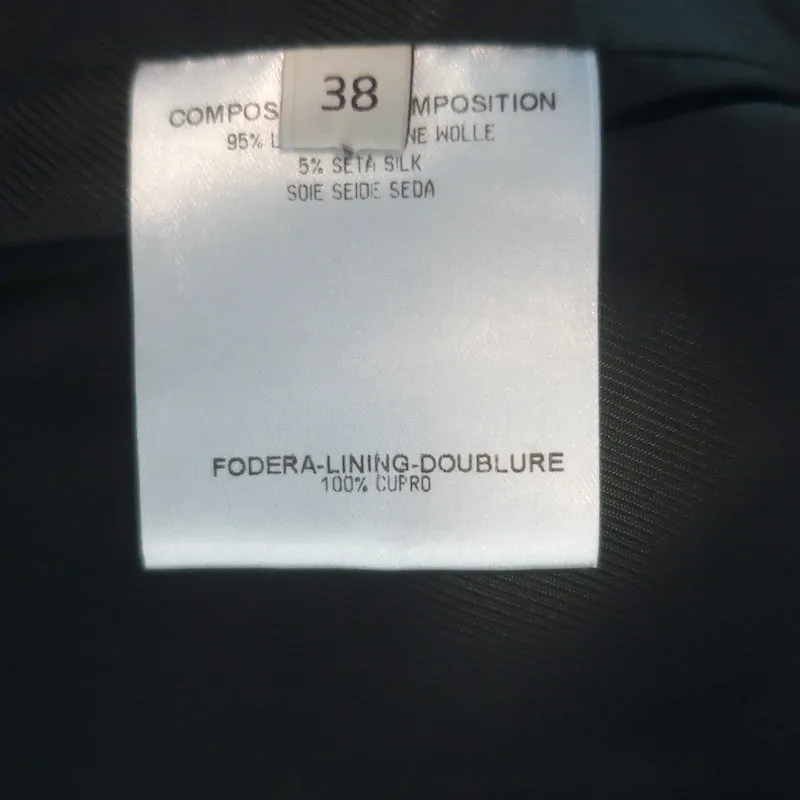 38
COMPOS MPOSITION
95% L NE WOLLE
5% SETA SILK
SOIE SEIDE SEDA
FODERA-LINING-DOUBLURE
100% CUPRO